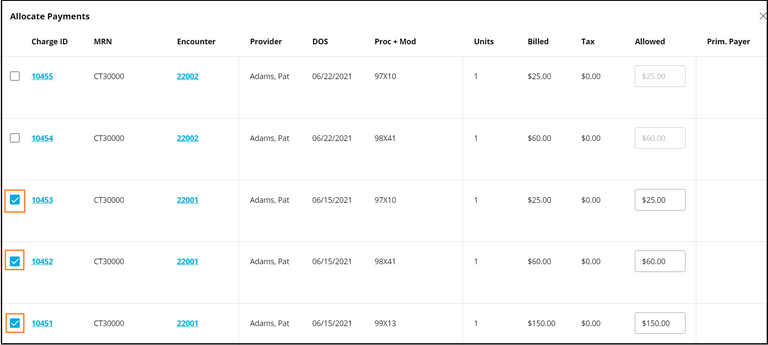 Allocate Payments
Charge ID MRN Encounter Provider DOS Proc + Mod Units Billed Tax Allowed Prim. Payer
10455 CT30000 22002 Adams, Pat 06/22/2021 97X10 1 $25.00 $0.00 $25.00
10454 CT30000 22002 Adams, Pat 06/22/2021 98X41 1 $60.00 $0.00 $60.00
10453 CT30000 22001 Adams, Pat 06/15/2021 97X10 1 $25.00 $0.00 $25.00
10452 CT30000 22001 Adams, Pat 06/15/2021 98X41 1 $60.00 $0.00 $60.00
10451 CT30000 22001 Adams, Pat 06/15/2021 99X13 1 $150.00 $0.00 $150.00